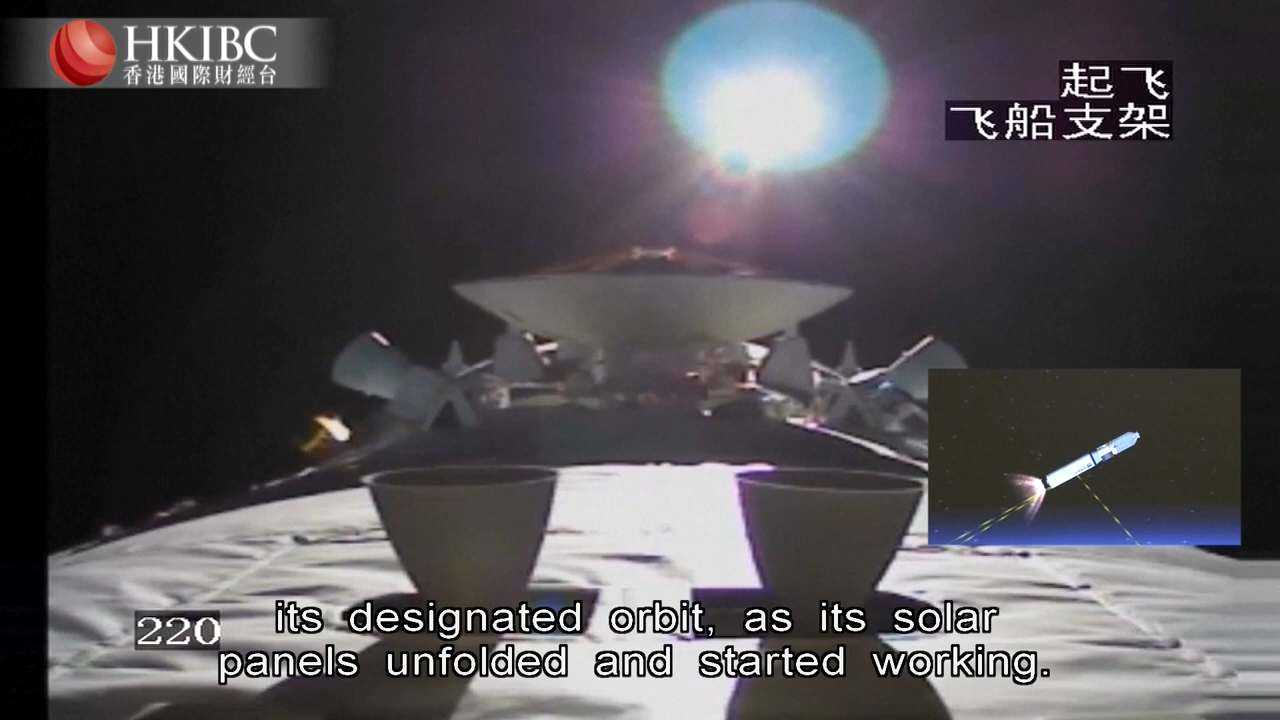 HKIBC
香港國際財經台
起飞
飞船支架
220
its designated orbit, as its solar
panels unfolded and started working.